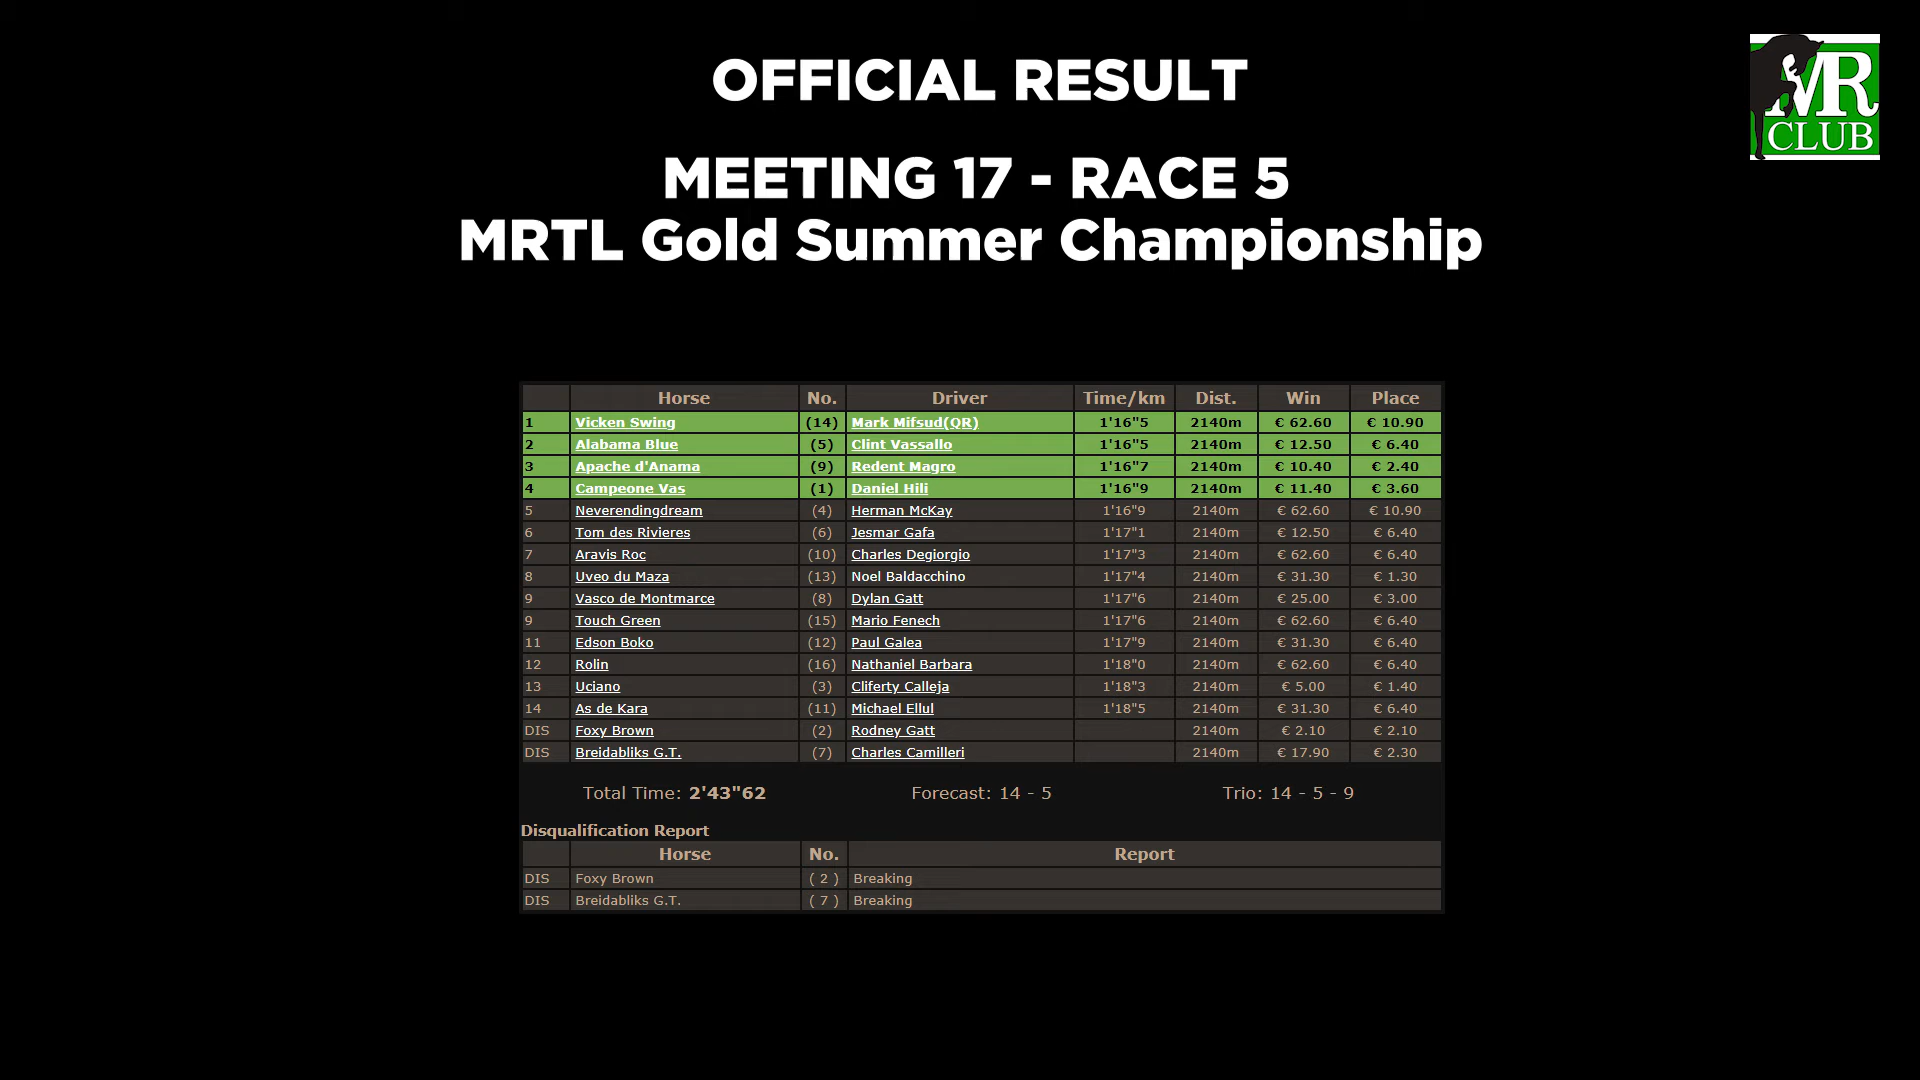 OFFICIAL RESULT
MR
CLUB
MEETING 17 - RACE 5
MRTL Gold Summer Championship
Horse No. Driver Time/km Dist. Win Place
1 Vicken Swing (14) Mark Mifsud(QR) 1'16"5 2140m € 62.60 € 10.90
2 Alabama Blue (5) Clint Vassallo 1'16"5 2140m € 12.50 € 6.40
3 Apache d'Anama (9) Redent Magro 1'16"7 2140m € 10.40 € 2.40
4 Campeone Vas (1) Daniel Hili 1'16"9 2140m € 11.40 € 3.60
5 Neverendingdream (4) Herman McKay 1'16"9 2140m € 62.60 € 10.90
6 Tom des Rivieres (6) Jesmar Gafa 1'17"1 2140m € 12.50 € 6.40
7 Aravis Roc (10) Charles Degiorgio 1'17"3 2140m € 62.60 € 6.40
8 Uveo du Maza (13) Noel Baldacchino 1'17"4 2140m € 31.30 € 1.30
9 Vasco de Montmarce (8) Dylan Gatt 1'17"6 2140m € 25.00 € 3.00
9 Touch Green (15) Mario Fenech 1'17"6 2140m € 62.60 € 6.40
11 Edson Boko (12) Paul Galea 1'17"9 2140m € 31.30 € 6.40
12 Rolin (16) Nathaniel Barbara 1'18"0 2140m € 62.60 € 6.40
13 Uciano (3) Cliferty Calleja 1'18"3 2140m € 5.00 € 1.40
14 As de Kara (11) Michael Ellul 1'18"5 2140m € 31.30 € 6.40
DIS Foxy Brown (2) Rodney Gatt 2140m € 2.10 € 2.10
DIS Breidabliks G.T. (7) Charles Camilleri 2140m € 17.90 € 2.30
Total Time: 2'43"62 Forecast: 14 - 5 Trio: 14 - 5 - 9
Disqualification Report
Horse No. Report
DIS Foxy Brown ( 2 ) Breaking
DIS Breidabliks G.T. ( 7 ) Breaking